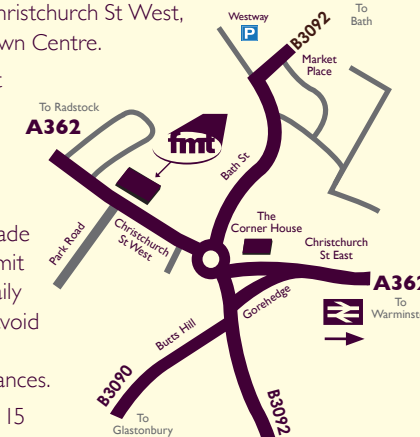 hristchurch St West,
wn Centre.
t
ade
mit
aily
void
ances.
15
Westway
P
B3092
To
Bath
Market
Place
To Radstock
A362
fmt
Bath St
Park Road
Christchurch
St West
The
Corner House
Christchurch
St East
A362
To
Warminst
Gorehedge
Butts Hill
B3090
To
Glastonbury
B3092